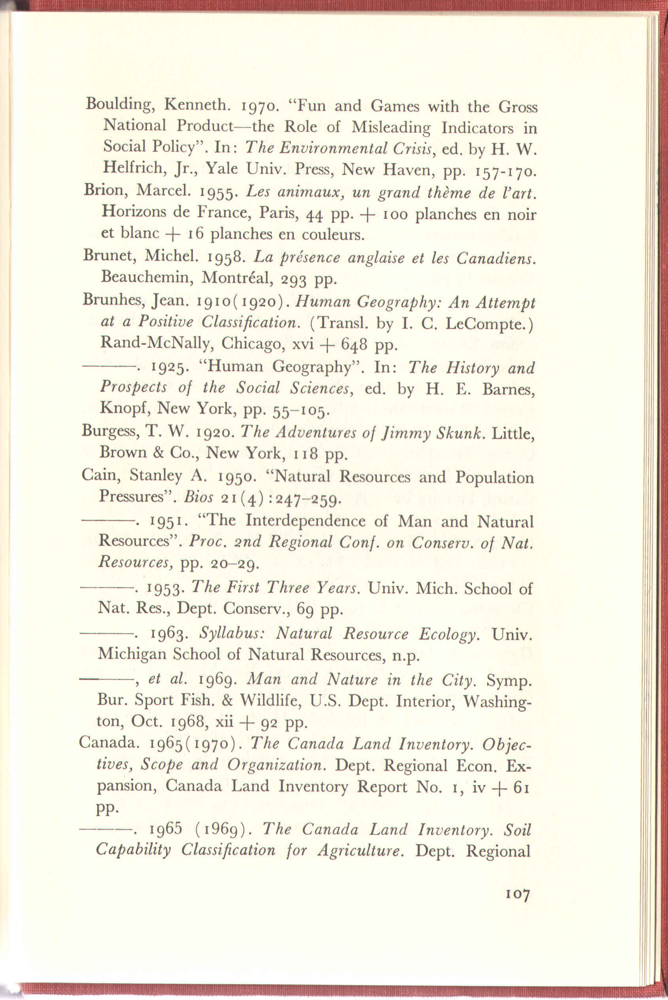 Boulding, Kenneth. 1970. “Fun and Games with the Gross
National Product—the Role of Misleading Indicators in
Social Policy”. In: The Environmental Crisis, ed. by H. W.
Helfrich, Jr., Yale Univ. Press, New Haven, pp. 157-170.
Brion, Marcel. 1955. Les animaux, un grand thème de l’art.
Horizons de France, Paris, 44 pp. + 100 planches en noir
et blanc + 16 planches en couleurs.
Brunet, Michel. 1958. La présence anglaise et les Canadiens.
Beauchemin, Montréal, 293 pp.
Brunhes, Jean. 1910(1920). Human Geography: An Attempt
at a Positive Classification. (Transl. by I. C. LeCompte.)
Rand-McNally, Chicago, xvi + 648 pp.
———. 1925. “Human Geography”. In: The History and
Prospects of the Social Sciences, ed. by H. E. Barnes,
Knopf, New York, pp. 55–105.
Burgess, T. W. 1920. The Adventures of Jimmy Skunk. Little,
Brown & Co., New York, 118 pp.
Cain, Stanley A. 1950. “Natural Resources and Population
Pressures”. Bios 21(4):247–259.
———. 1951. “The Interdependence of Man and Natural
Resources”. Proc. 2nd Regional Conf. on Conserv. of Nat.
Resources, pp. 20–29.
———. 1953. The First Three Years. Univ. Mich. School of
Nat. Res., Dept. Conserv., 69 pp.
———. 1963. Syllabus: Natural Resource Ecology. Univ.
Michigan School of Natural Resources, n.p.
———, et al. 1969. Man and Nature in the City. Symp.
Bur. Sport Fish. & Wildlife, U.S. Dept. Interior, Washing-
ton, Oct. 1968, xii + 92 pp.
Canada. 1965(1970). The Canada Land Inventory. Objec-
tives, Scope and Organization. Dept. Regional Econ. Ex-
pansion, Canada Land Inventory Report No. 1, iv + 61
pp.
———. 1965 (1969). The Canada Land Inventory. Soil
Capability Classification for Agriculture. Dept. Regional
107